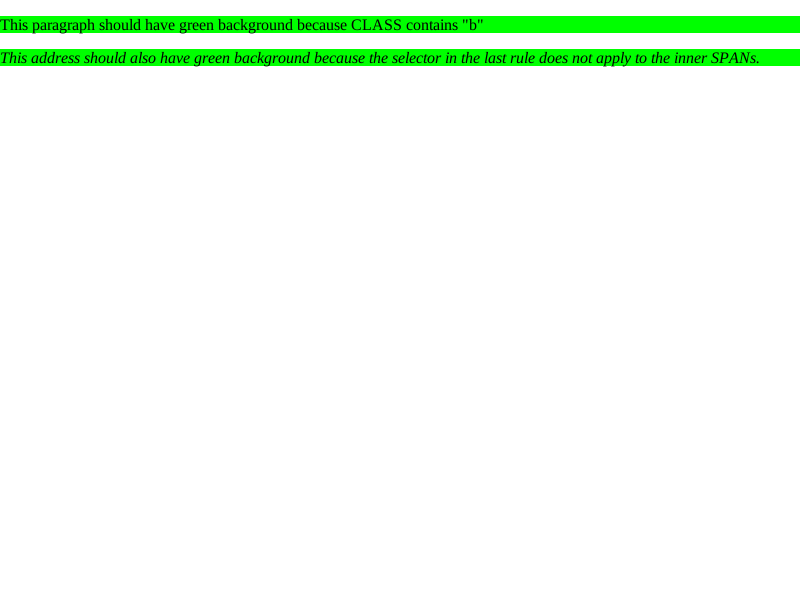 This paragraph should have green background because CLASS contains "b"
This address should also have green background because the selector in the last rule does not apply to the inner SPANs.